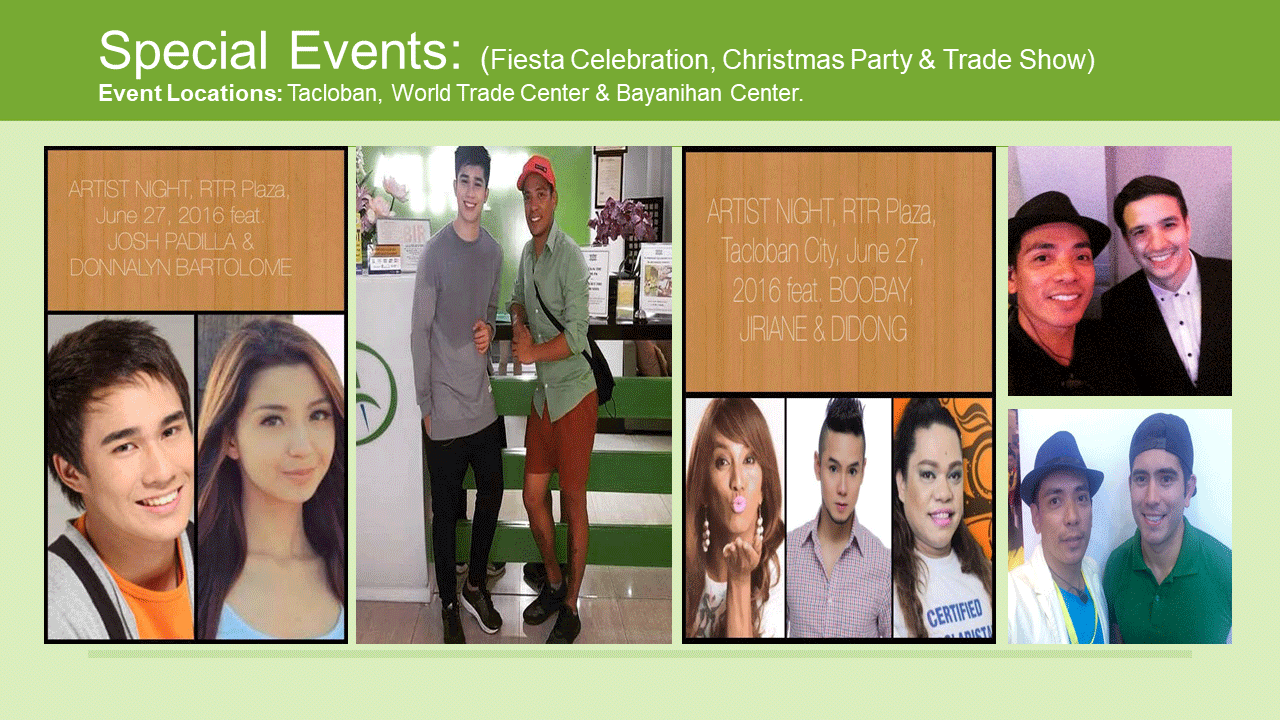 Special Events: (Fiesta Celebration, Christmas Party & Trade Show)
Event Locations: Tacloban, World Trade Center & Bayanihan Center.
ARTIST NIGHT, RTR Plaza,
June 27, 2016 feat.
JOSH PADILLA &
DONNALYN BARTOLOME
BIR
ARTIST NIGHT, RTR Plaza,
Tacloban City, June 27,
2016 feat. BOOBAY,
JIRIANE & DIDONG
CERTIFIED